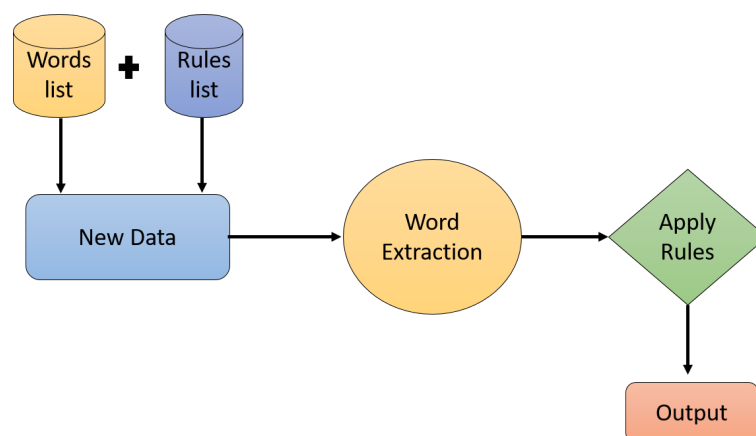 Words
list
Rules
list
New Data
Word
Extraction
Apply
Rules
Output